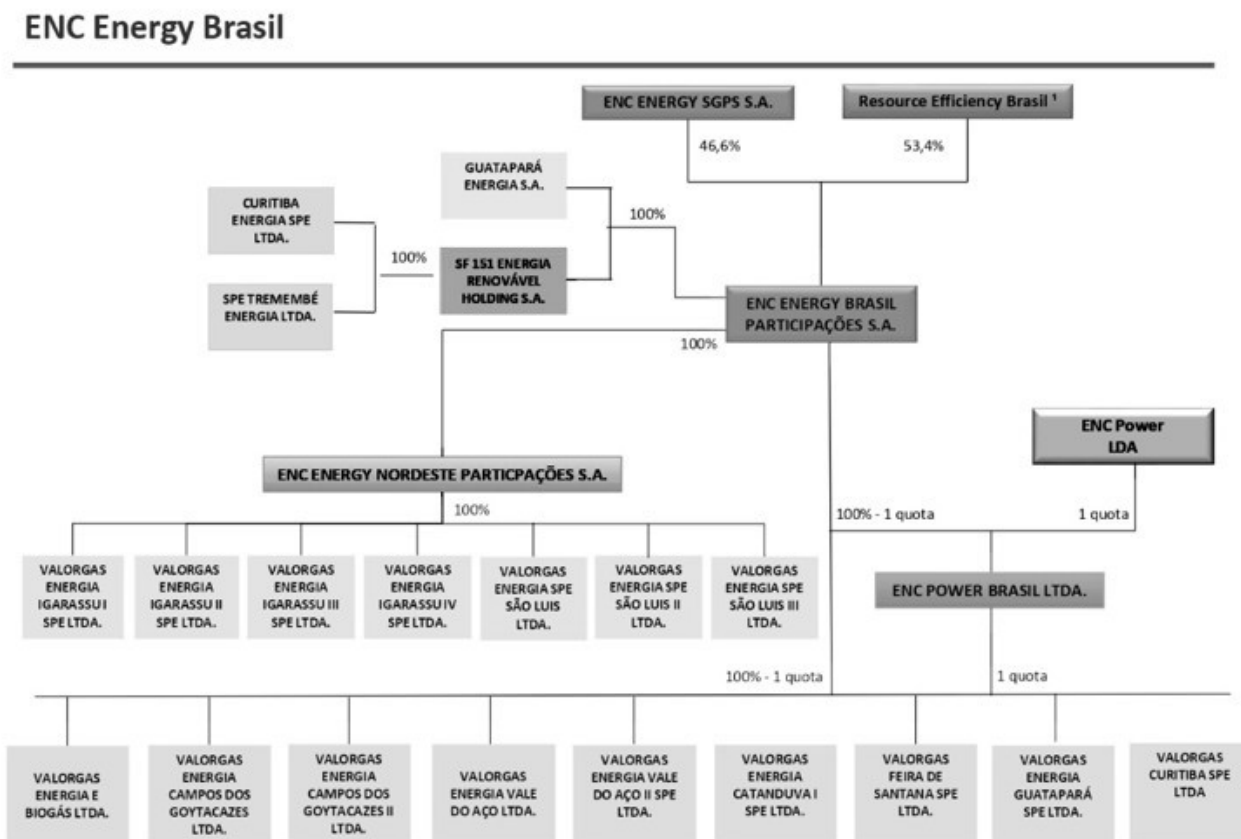 ENC Energy Brasil
ENC ENERGY SGPS S.A.
Resource Efficiency Brasil ¹
46,6%
53,4%
GUATAPARÁ
ENERGIA S.A.
CURITIBA
ENERGIA SPE
LTDA.
100%
100%
SF 151 ENERGIA
RENOVÁVEL
HOLDING S.A.
SPE TREMEMBÉ
ENERGIA LTDA.
ENC ENERGY BRASIL
PARTICIPAÇÕES S.A.
100%
ENC Power
LDA
ENC ENERGY NORDESTE PARTICPAÇÕES S.A.
100%
100% - 1 quota
1 quota
VALORGAS
ENERGIA
IGARASSU I
SPE LTDA.
VALORGAS
ENERGIA
IGARASSU II
SPE LTDA.
VALORGAS
ENERGIA
IGARASSU III
SPE LTDA.
VALORGAS
ENERGIA
IGARASSU IV
SPE LTDA.
VALORGAS
ENERGIA SPE
SÃO LUIS
LTDA.
VALORGAS
ENERGIA SPE
SÃO LUIS II
LTDA.
VALORGAS
ENERGIA SPE
SÃO LUIS III
LTDA.
ENC POWER BRASIL LTDA.
100% - 1 quota
1 quota
VALORGAS
ENERGIA E
BIOGÁS LTDA.
VALORGAS
ENERGIA
CAMPOS DOS
GOYTACAZES
LTDA.
VALORGAS
ENERGIA
CAMPOS DOS
GOYTACAZES II
LTDA.
VALORGAS
ENERGIA VALE
DO AÇO LTDA.
VALORGAS
ENERGIA VALE
DO AÇO II SPE
LTDA.
VALORGAS
ENERGIA
CATANDUVA I
SPE LTDA.
VALORGAS
FEIRA DE
SANTANA SPE
LTDA.
VALORGAS
ENERGIA
GUATAPARÁ
SPE LTDA.
VALORGAS
CURITIBA SPE
LTDA